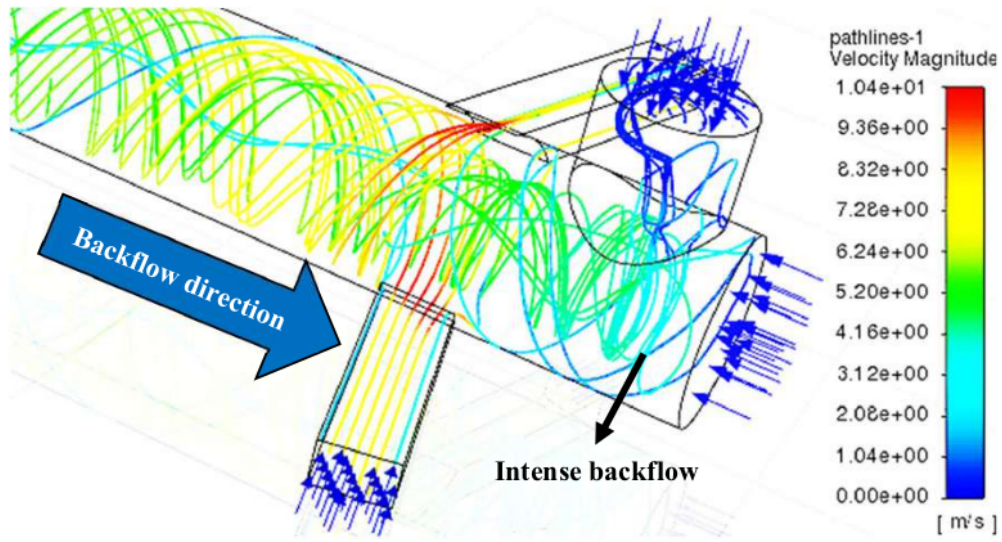 pathlines-1
Velocity Magnitude
1.04e+01
9.36e+00
8.32e+00
7.28e+00
6.24e+00
5.20e+00
4.16e+00
3.12e+00
2.08e+00
1.04e+00
0.00e+00
[ m/s ]
Backflow direction
Intense backflow